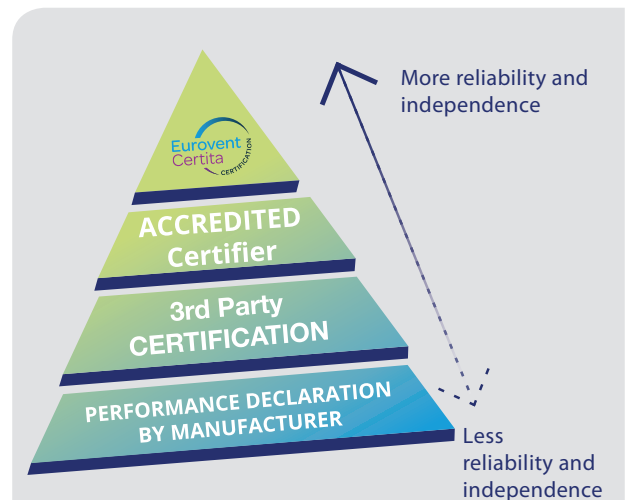 More reliability and
independence
Eurovent
Certita
CERTIFICATION
ACCREDITED
Certifier
3rd Party
CERTIFICATION
PERFORMANCE DECLARATION
BY MANUFACTURER
Less
reliability and
independence